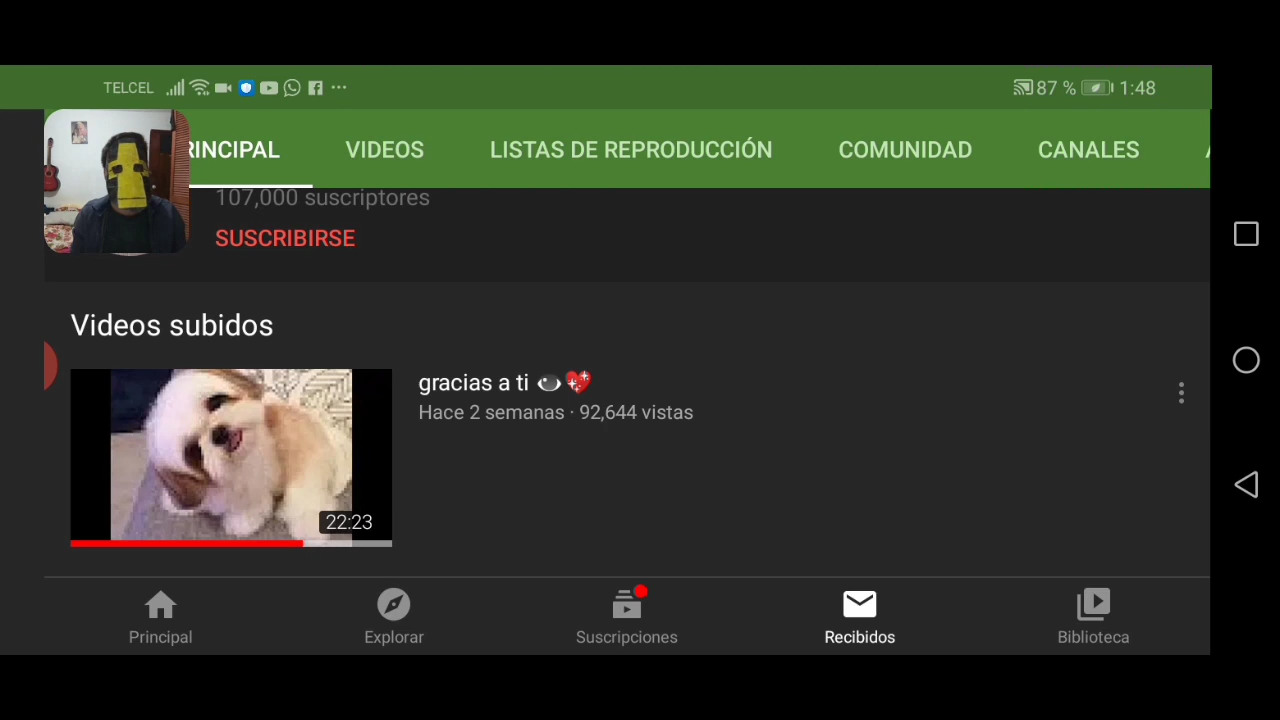 TELCEL
87 %
1:48
RINCIPAL
VIDEOS
LISTAS DE REPRODUCCIÓN
COMUNIDAD
CANALES
107,000 suscriptores
SUSCRIBIRSE
Videos subidos
gracias a ti 👁️💖
Hace 2 semanas · 92,644 vistas
22:23
Principal
Explorar
Suscripciones
Recibidos
Biblioteca